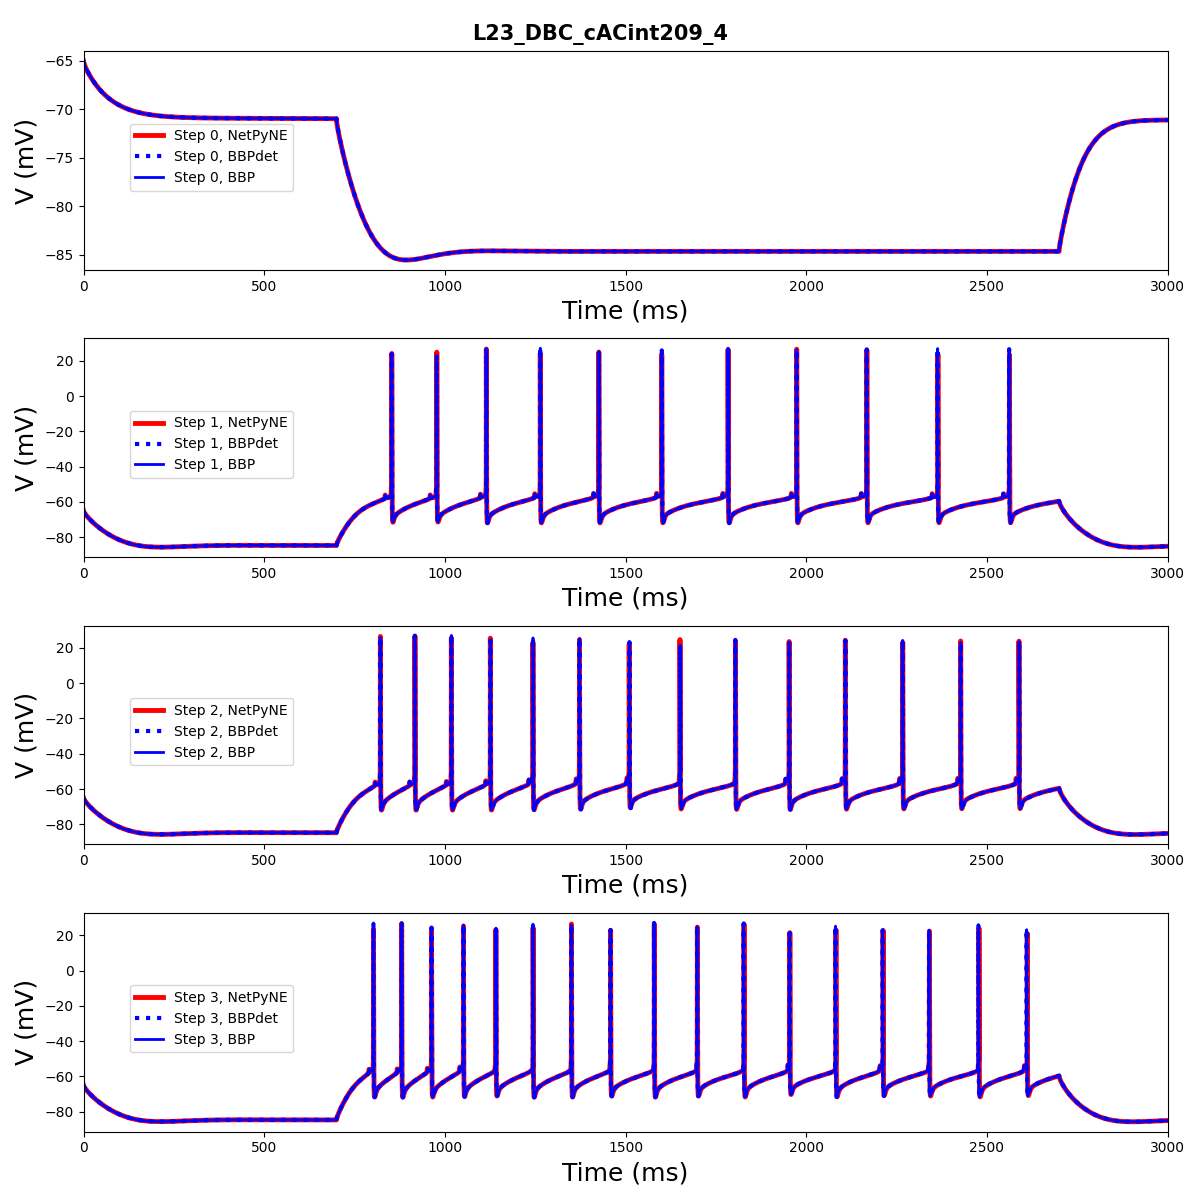 L23_DBC_cACint209_4
−65
−70
−75
−80
−85
V (mV)
Step 0, NetPyNE
Step 0, BBPdet
Step 0, BBP
0 500 1000 1500 2000 2500 3000
Time (ms)
20
0
−20
−40
−60
−80
V (mV)
Step 1, NetPyNE
Step 1, BBPdet
Step 1, BBP
0 500 1000 1500 2000 2500 3000
Time (ms)
20
0
−20
−40
−60
−80
V (mV)
Step 2, NetPyNE
Step 2, BBPdet
Step 2, BBP
0 500 1000 1500 2000 2500 3000
Time (ms)
20
0
−20
−40
−60
−80
V (mV)
Step 3, NetPyNE
Step 3, BBPdet
Step 3, BBP
0 500 1000 1500 2000 2500 3000
Time (ms)